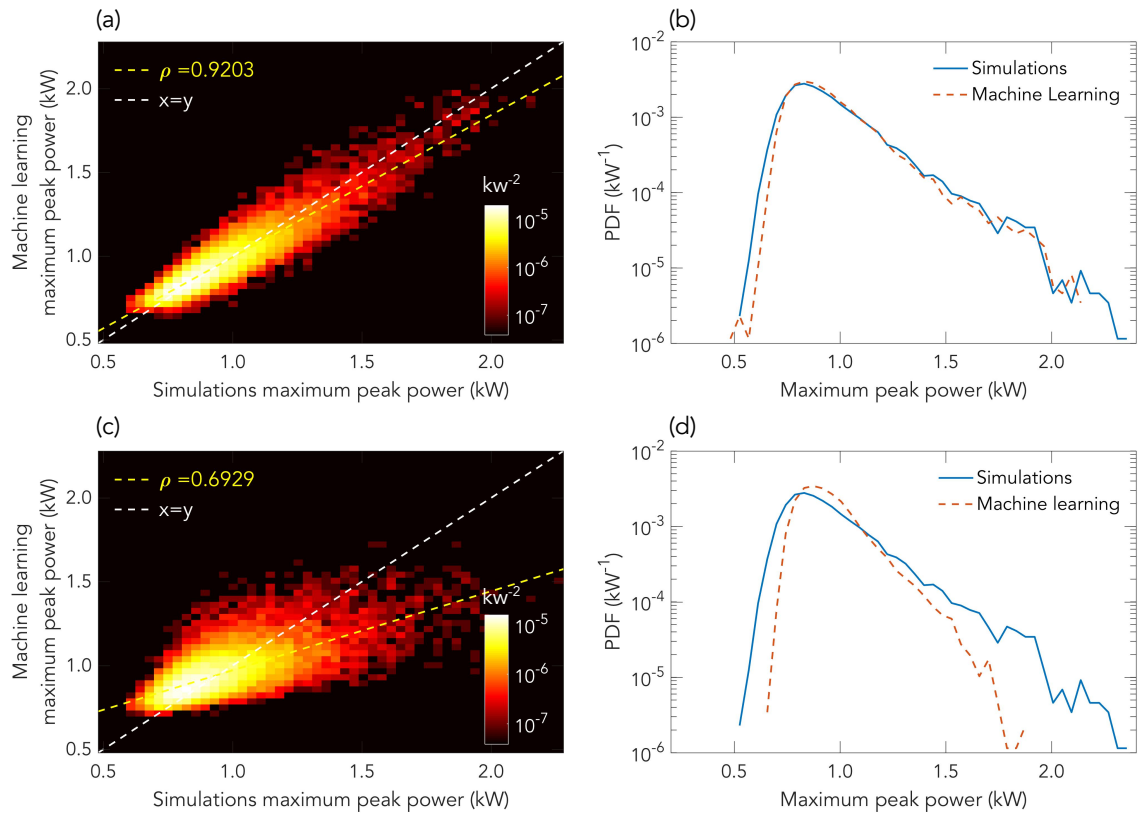 (a)
Machine learning
maximum peak power (kW)
2.0
1.5
1.0
0.5
ρ =0.9203
x=y
kw⁻²
10⁻⁵
10⁻⁶
10⁻⁷
0.5 1.0 1.5 2.0
Simulations maximum peak power (kW)
(b)
PDF (kW⁻¹)
10⁻²
10⁻³
10⁻⁴
10⁻⁵
10⁻⁶
Simulations
Machine Learning
0.5 1.0 1.5 2.0
Maximum peak power (kW)
(c)
Machine learning
maximum peak power (kW)
2.0
1.5
1.0
0.5
ρ =0.6929
x=y
kw⁻²
10⁻⁵
10⁻⁶
10⁻⁷
0.5 1.0 1.5 2.0
Simulations maximum peak power (kW)
(d)
PDF (kW⁻¹)
10⁻²
10⁻³
10⁻⁴
10⁻⁵
10⁻⁶
Simulations
Machine learning
0.5 1.0 1.5 2.0
Maximum peak power (kW)